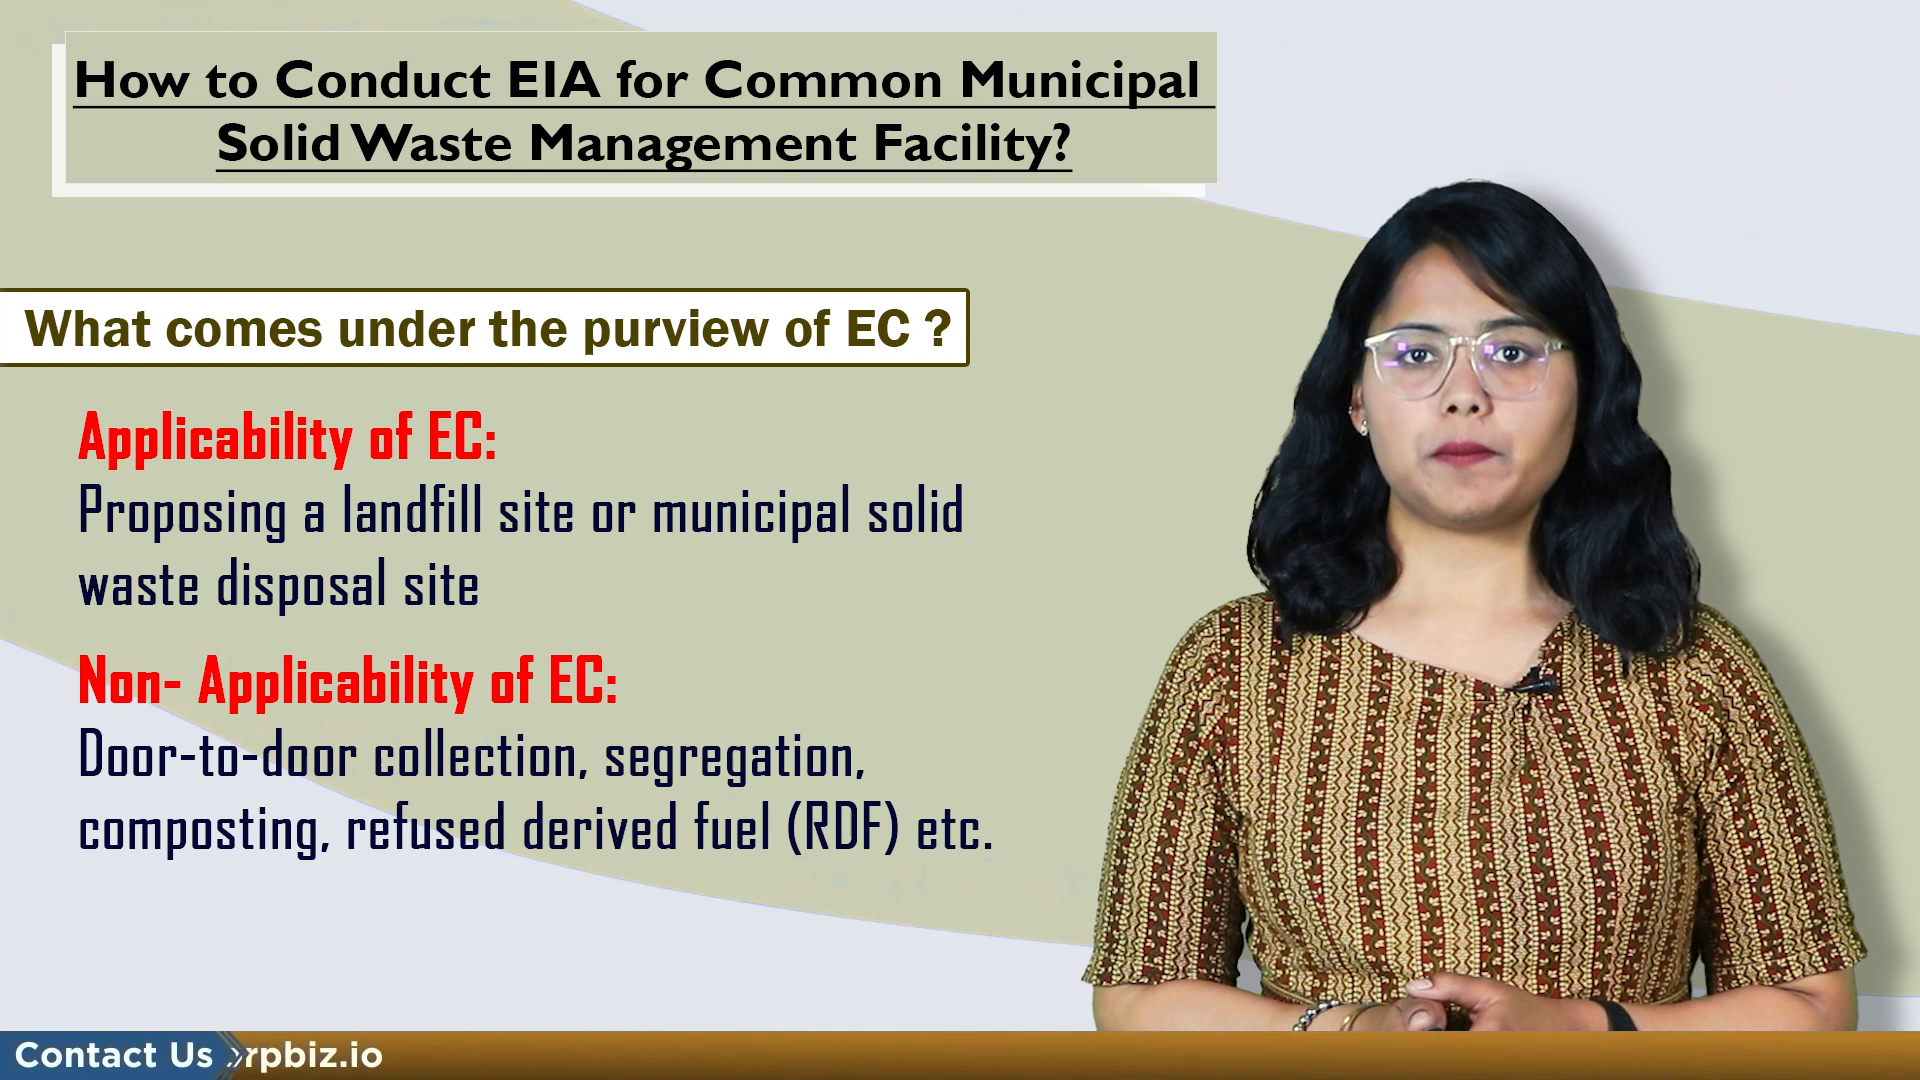 How to Conduct EIA for Common Municipal
Solid Waste Management Facility?
What comes under the purview of EC ?
Applicability of EC:
Proposing a landfill site or municipal solid
waste disposal site
Non- Applicability of EC:
Door-to-door collection, segregation,
composting, refused derived fuel (RDF) etc.
Contact Us rpbiz.io